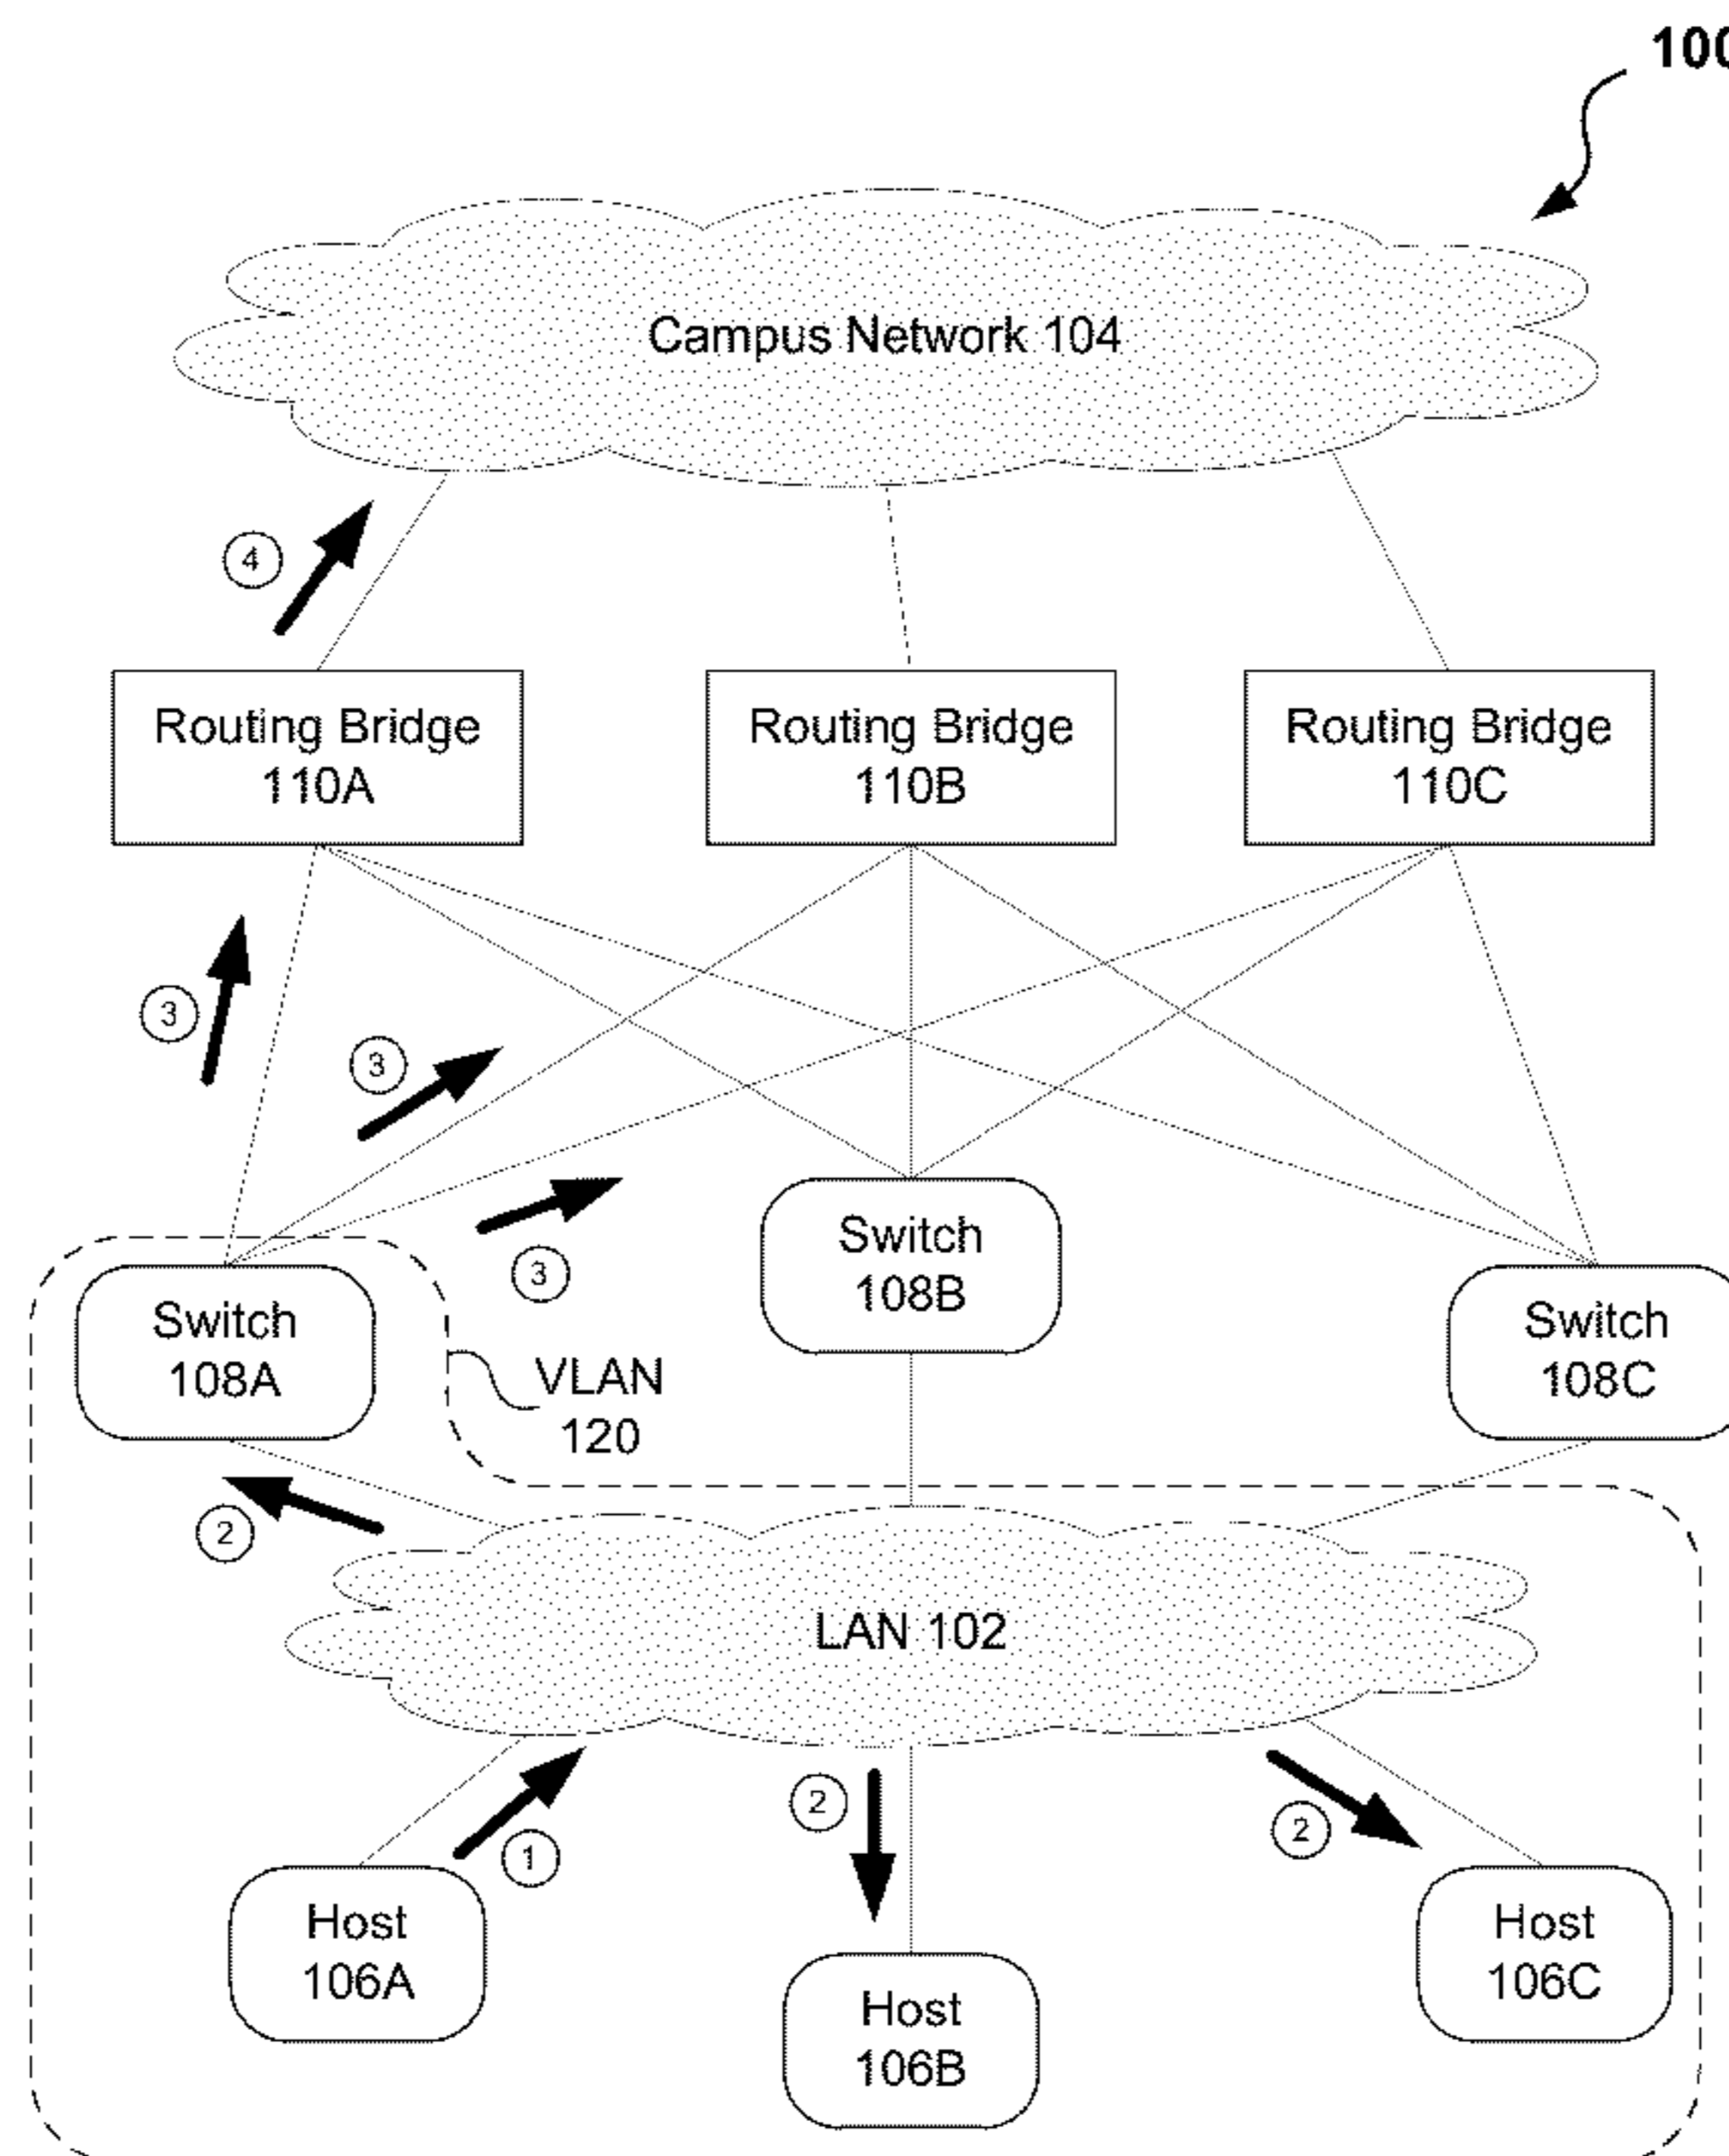 100
Campus Network 104
4
Routing Bridge
110A
Routing Bridge
110B
Routing Bridge
110C
3
3
3
Switch
108A
VLAN
120
Switch
108B
Switch
108C
2
LAN 102
1
2
2
Host
106A
Host
106B
Host
106C